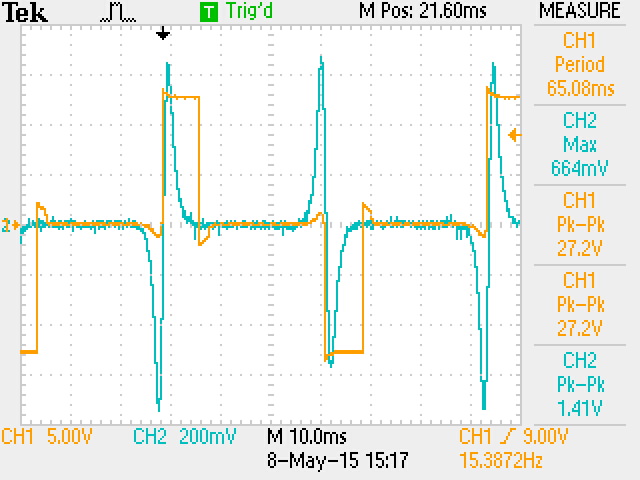 Tek T Trig'd M Pos: 21.60ms MEASURE
CH1
Period
65.08ms
CH2
Max
664mV
CH1
Pk-Pk
27.2V
CH1
Pk-Pk
27.2V
CH2
Pk-Pk
1.41V
CH1 5.00V CH2 200mV M 10.0ms CH1 9.00V
8-May-15 15:17 15.3872Hz